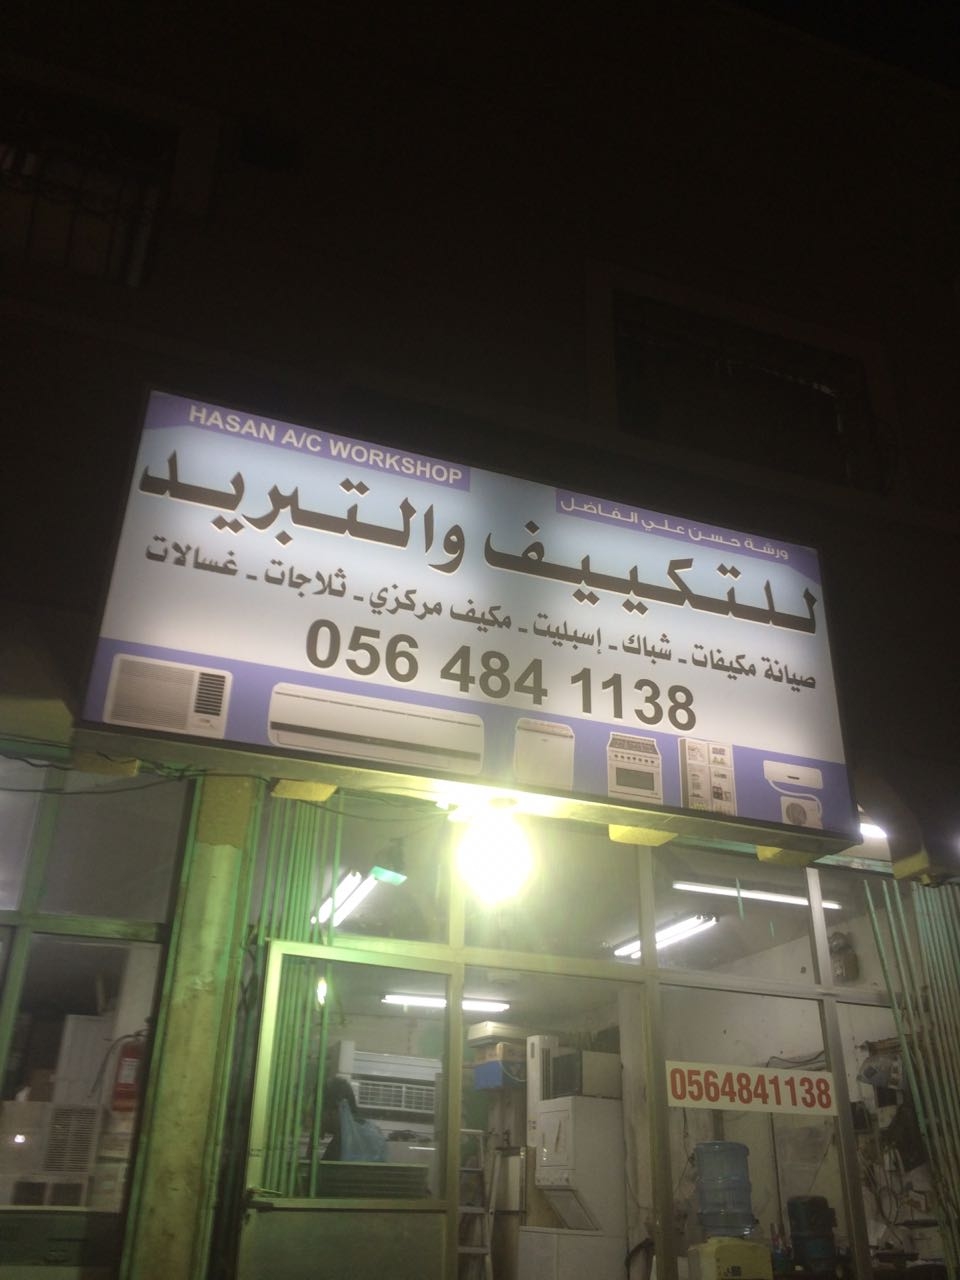 HASAN A/C WORKSHOP
ورشة حسن علي الفاضل
للتكييف والتبريد
صيانة مكيفات - شباك - إسبليت - مكيف مركزي - ثلاجات - غسالات
056 484 1138
0564841138